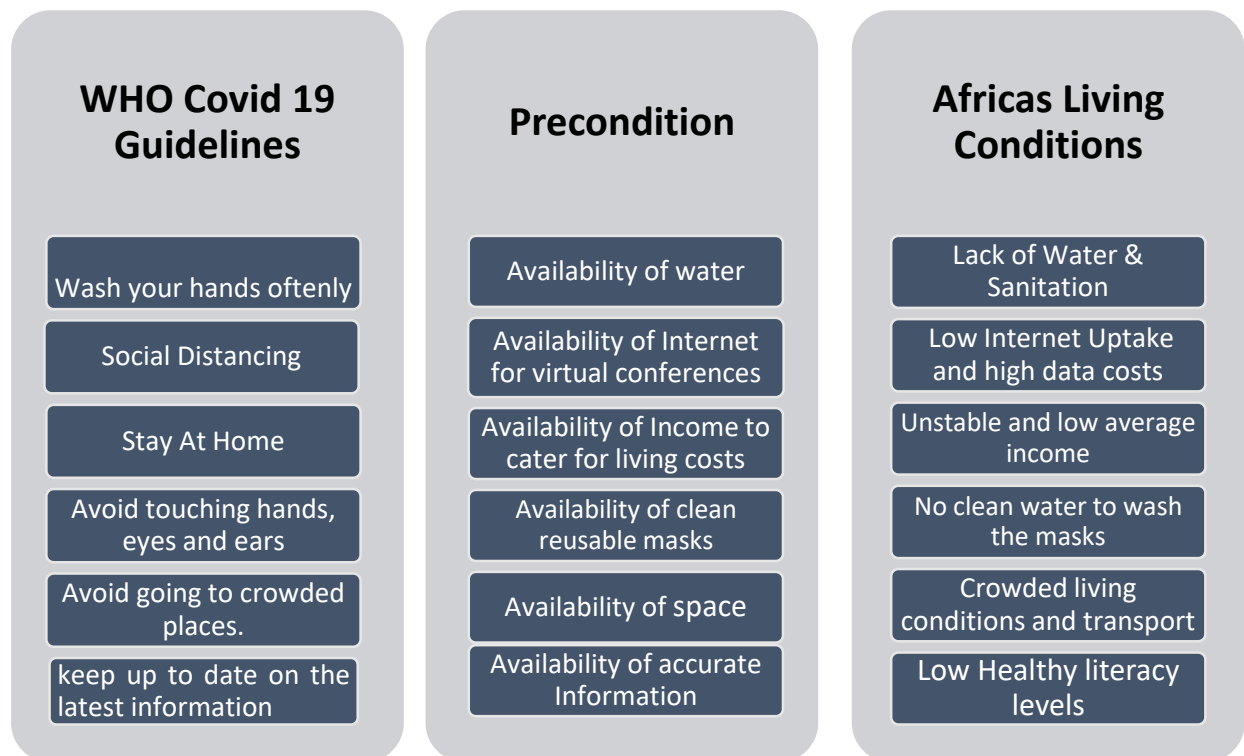 WHO Covid 19
Guidelines
Wash your hands oftenly
Social Distancing
Stay At Home
Avoid touching hands,
eyes and ears
Avoid going to crowded
places.
keep up to date on the
latest information
Precondition
Availability of water
Availability of Internet
for virtual conferences
Availability of Income to
cater for living costs
Availability of clean
reusable masks
Availability of space
Availability of accurate
Information
Africas Living
Conditions
Lack of Water &
Sanitation
Low Internet Uptake
and high data costs
Unstable and low average
income
No clean water to wash
the masks
Crowded living
conditions and transport
Low Healthy literacy
levels